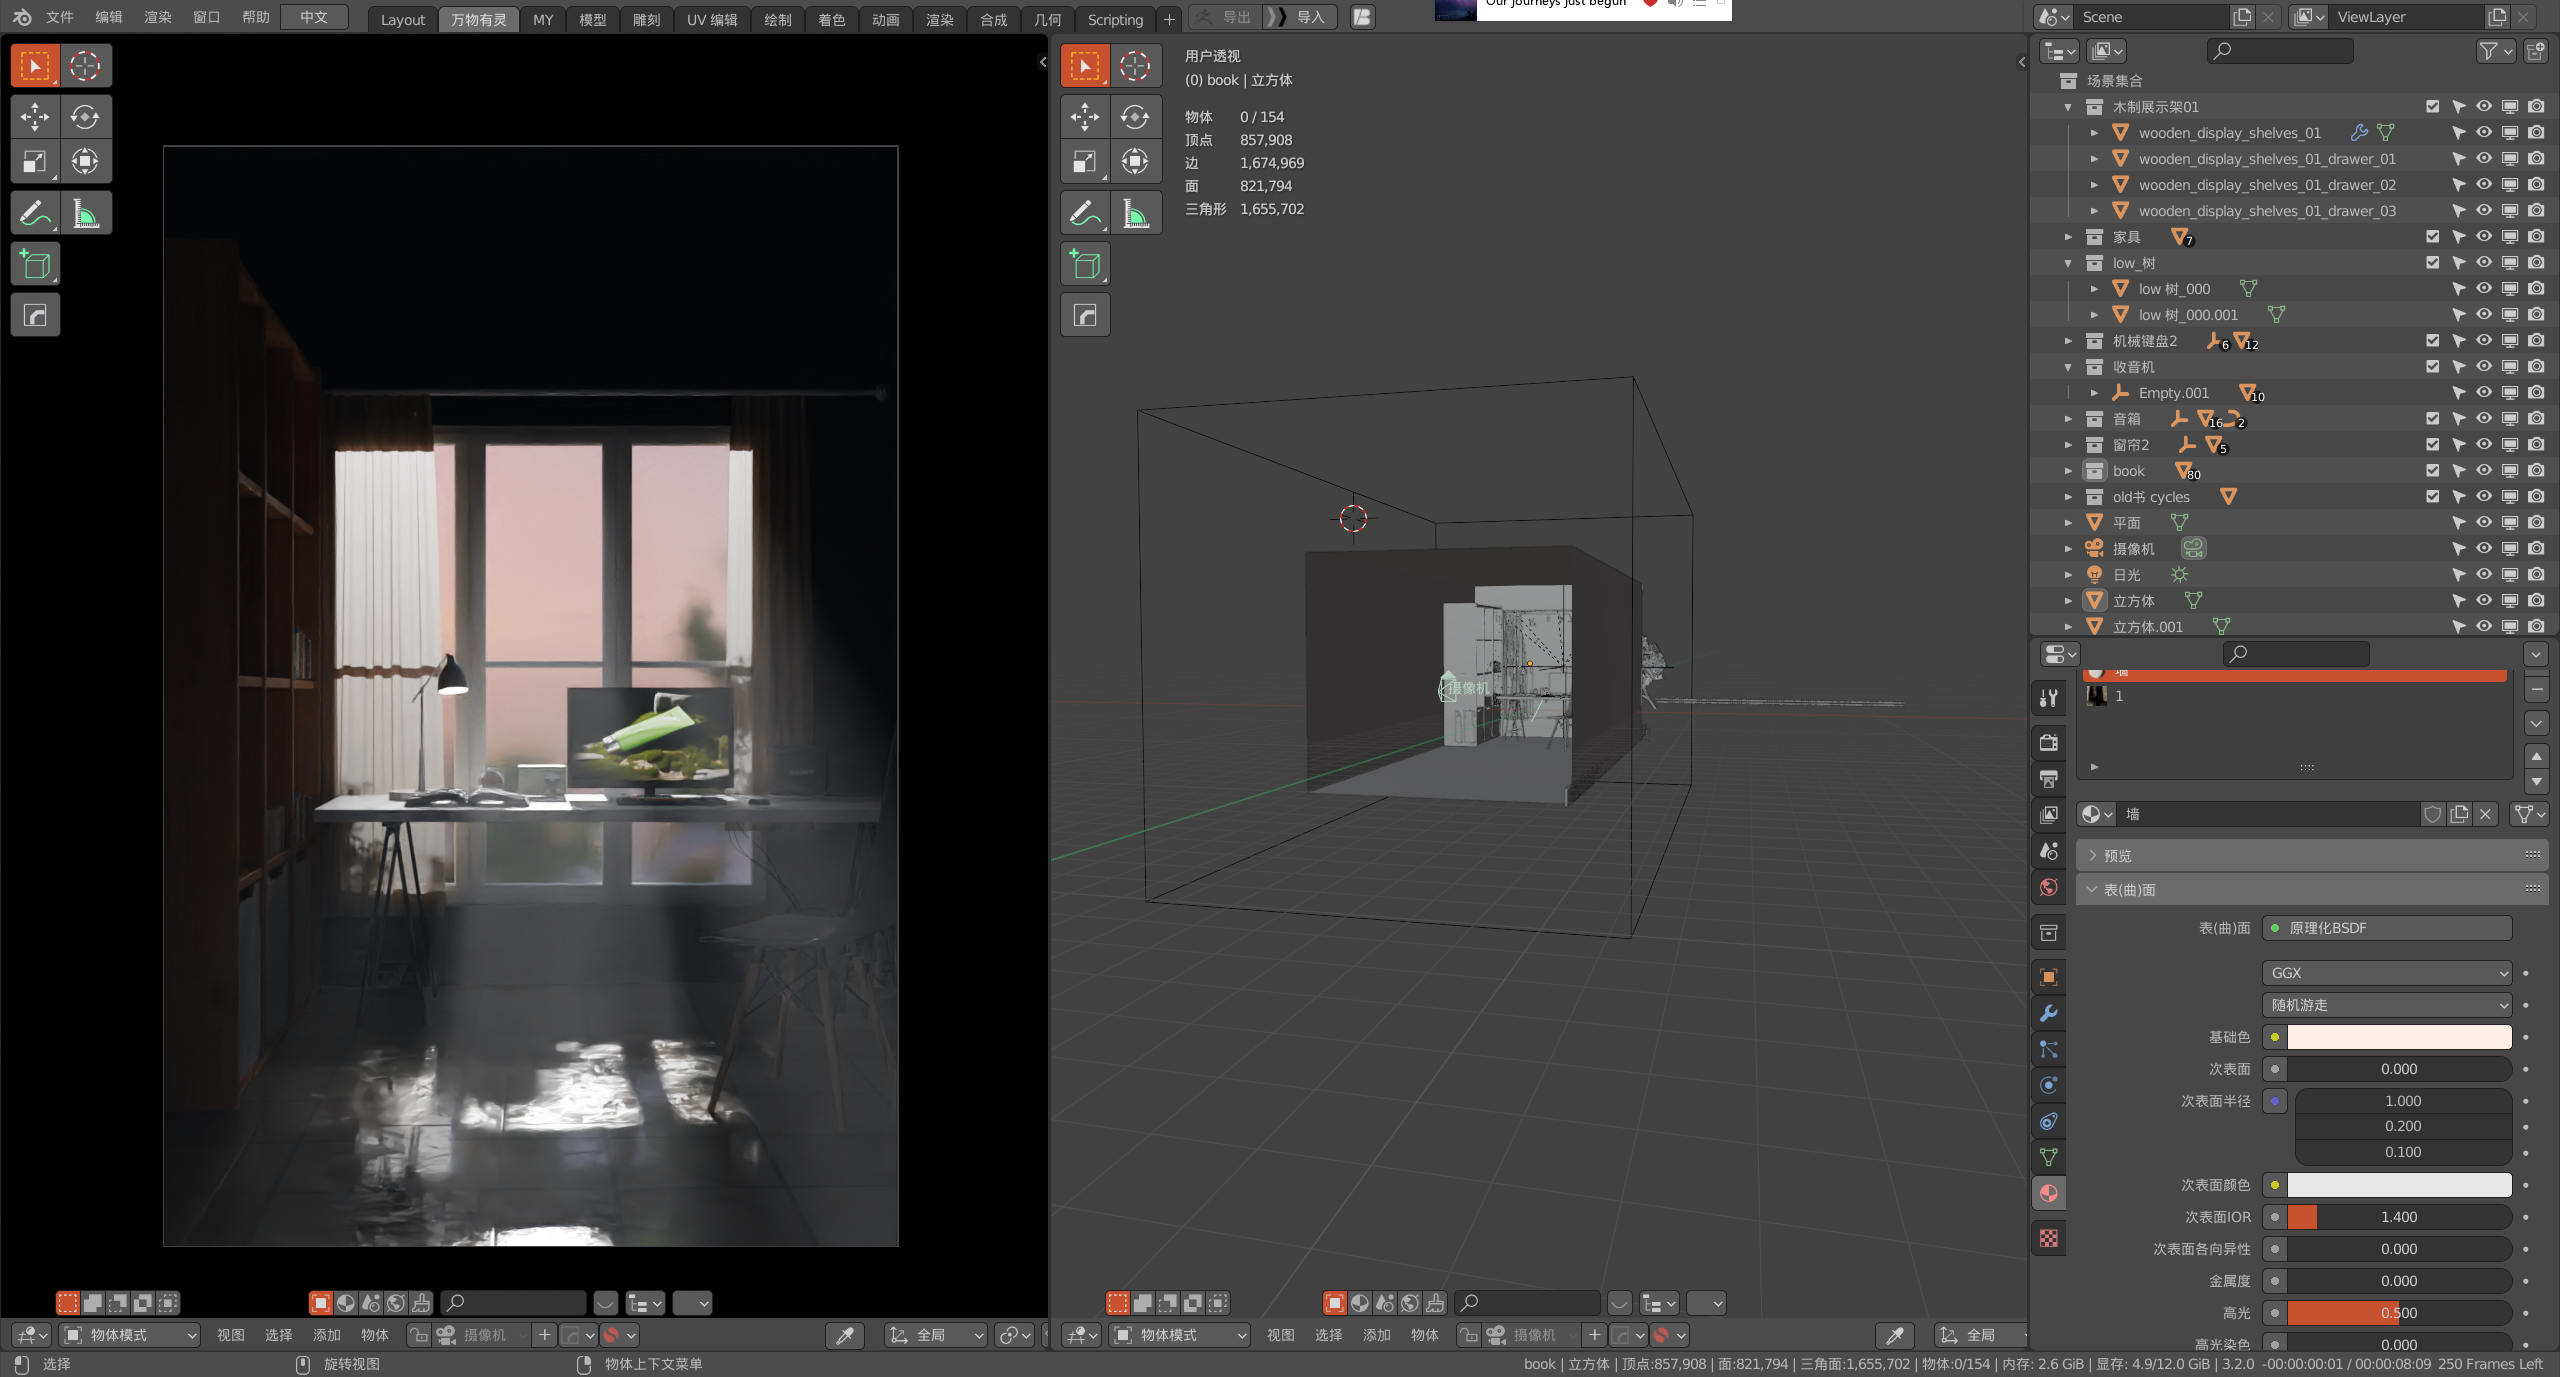 文件 编辑 渲染 窗口 帮助 中文 Layout 万物有灵 MY 模型 雕刻 UV 编辑 绘制 着色 动画 渲染 合成 几何 Scripting + 导出 导入 Our journeys just begun Scene ViewLayer
用户透视
(0) book | 立方体
物体 0 / 154
顶点 857,908
边 1,674,969
面 821,794
三角形 1,655,702
摄像机
场景集合
木制展示架01
wooden_display_shelves_01
wooden_display_shelves_01_drawer_01
wooden_display_shelves_01_drawer_02
wooden_display_shelves_01_drawer_03
家具 7
low_树
low 树_000
low 树_000.001
机械键盘2 6 12
收音机
Empty.001 10
音箱 16 2
窗帘2 5
book 80
old书 cycles
平面
摄像机
日光
立方体
立方体.001
墙
1
墙
预览
表(曲)面
表(曲)面 原理化BSDF
GGX
随机游走
基础色
次表面 0.000
次表面半径 1.000
0.200
0.100
次表面颜色
次表面IOR 1.400
次表面各向异性 0.000
金属度 0.000
高光 0.500
高光染色 0.000
物体模式 视图 选择 添加 物体 摄像机 全局
物体模式 视图 选择 添加 物体 摄像机 全局
选择 旋转视图 物体上下文菜单
book | 立方体 | 顶点:857,908 | 面:821,794 | 三角面:1,655,702 | 物体:0/154 | 内存: 2.6 GiB | 显存: 4.9/12.0 GiB | 3.2.0 -00:00:00:01 / 00:00:08:09 250 Frames Left